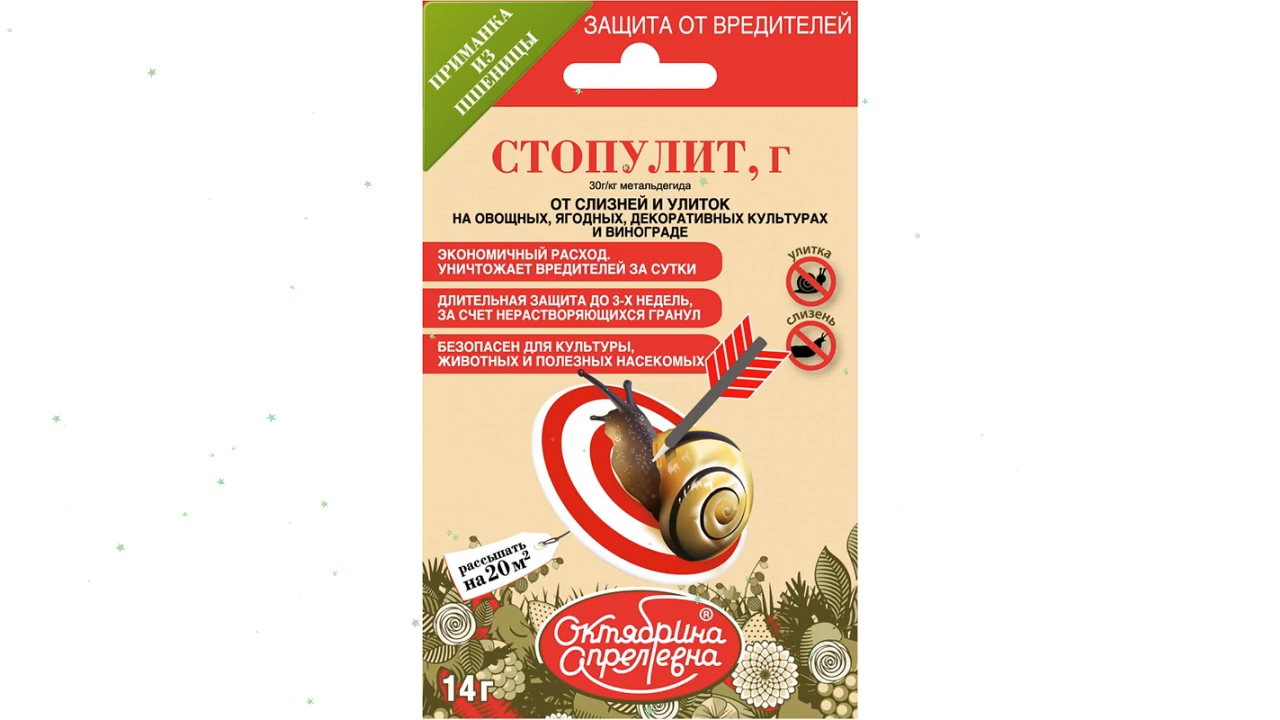 ЗАЩИТА ОТ ВРЕДИТЕЛЕЙ
ПРИМАНКА
ИЗ
ПШЕНИЦЫ
СТОПУЛИТ, г
30г/кг метальдегида
ОТ СЛИЗНЕЙ И УЛИТОК
НА ОВОЩНЫХ, ЯГОДНЫХ, ДЕКОРАТИВНЫХ КУЛЬТУРАХ
И ВИНОГРАДЕ
ЭКОНОМИЧНЫЙ РАСХОД.
УНИЧТОЖАЕТ ВРЕДИТЕЛЕЙ ЗА СУТКИ
улитка
ДЛИТЕЛЬНАЯ ЗАЩИТА ДО 3-Х НЕДЕЛЬ,
ЗА СЧЕТ НЕРАСТВОРЯЮЩИХСЯ ГРАНУЛ
слизень
БЕЗОПАСЕН ДЛЯ КУЛЬТУРЫ,
ЖИВОТНЫХ И ПОЛЕЗНЫХ НАСЕКОМЫХ
рассыпать
на 20 м²
Октябрина ®
Апрелевна
14 г